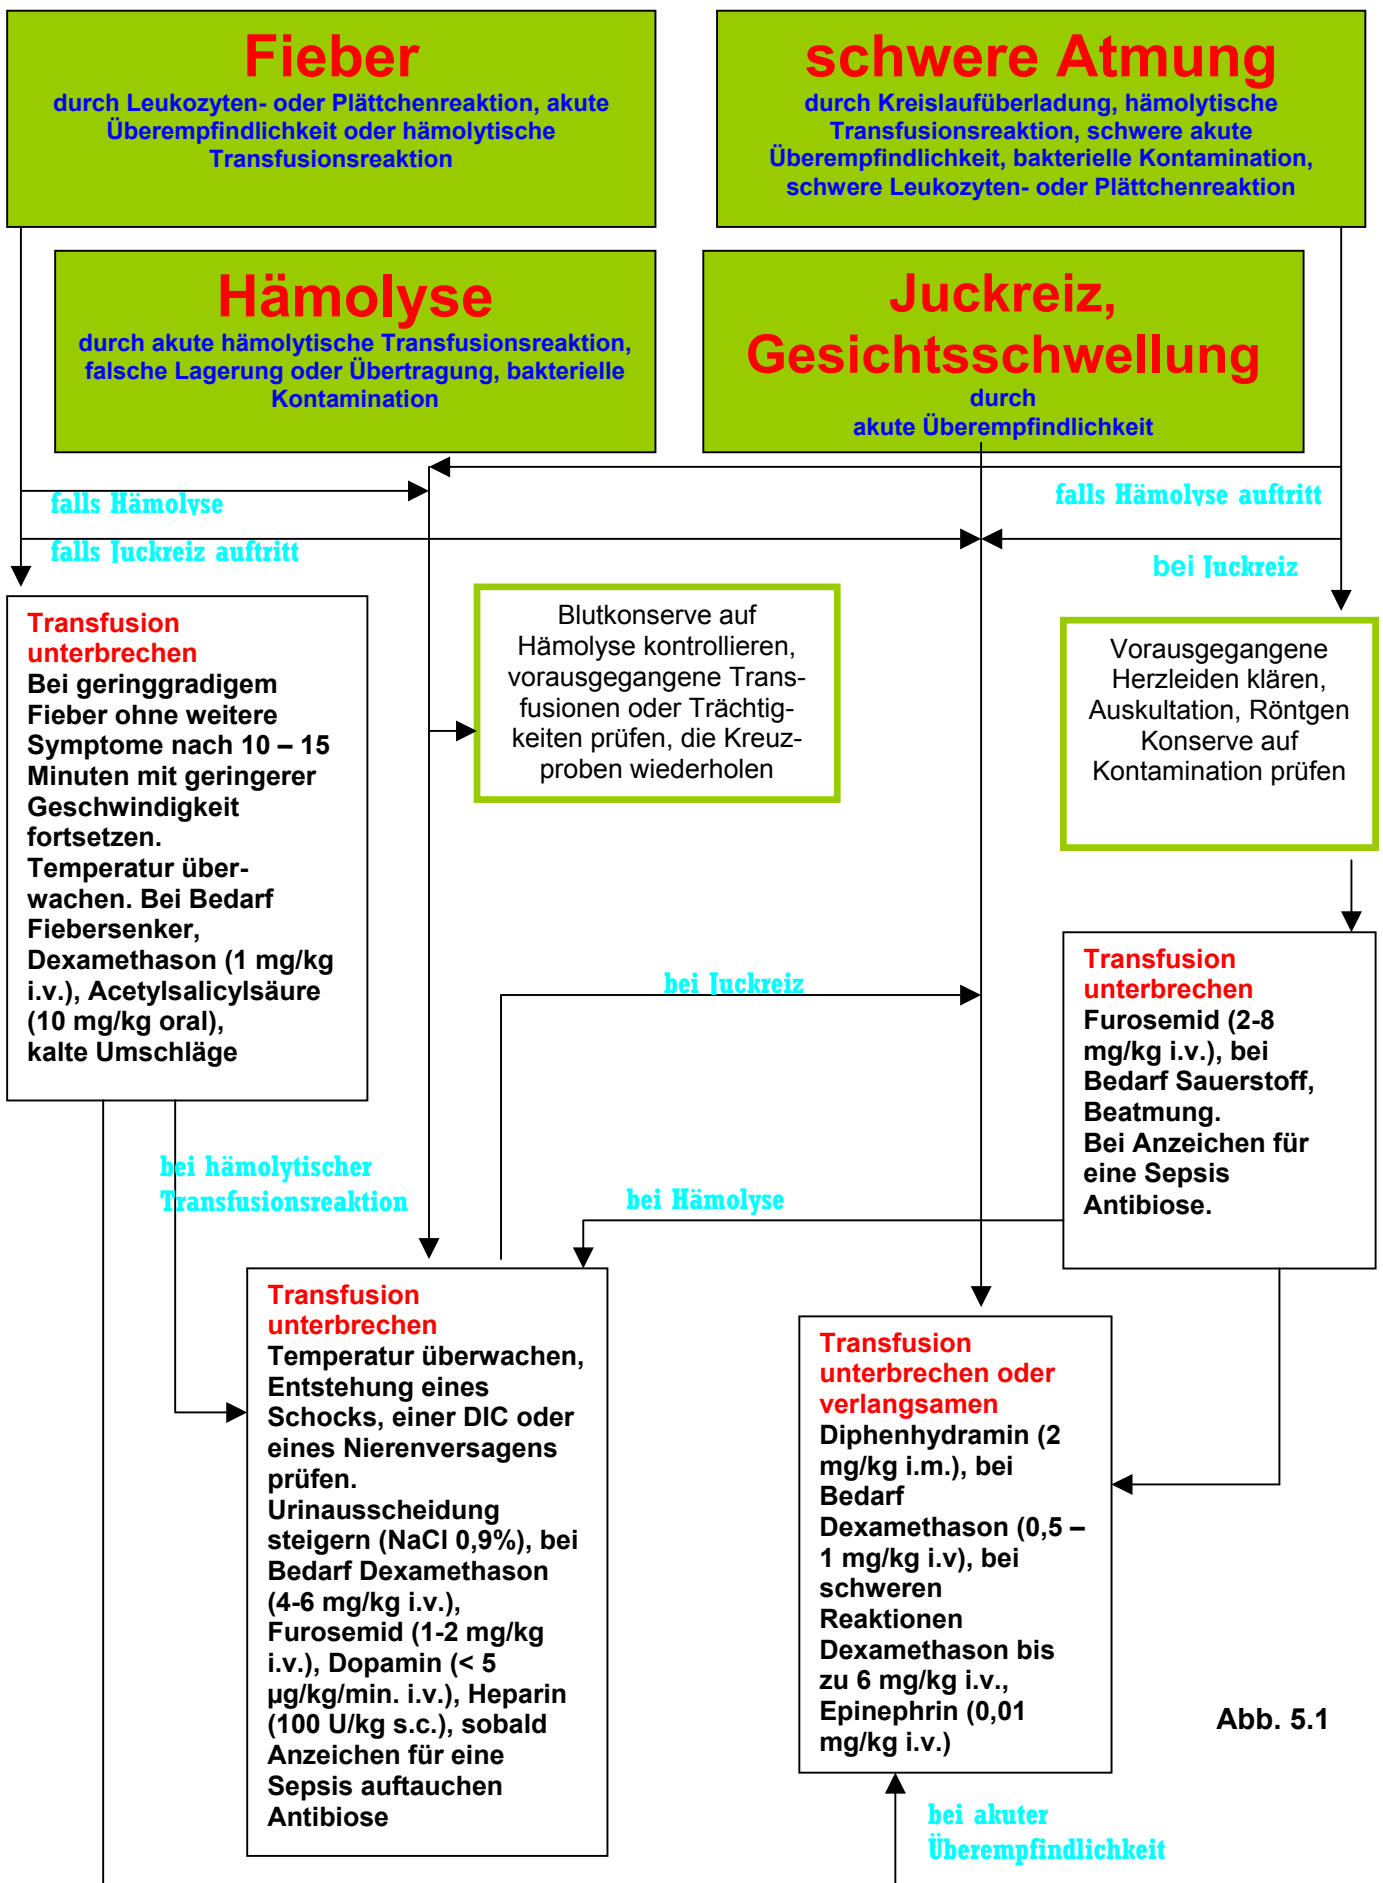 Fieber
durch Leukozyten- oder Plättchenreaktion, akute
Überempfindlichkeit oder hämolytische
Transfusionsreaktion
schwere Atmung
durch Kreislaufüberladung, hämolytische
Transfusionsreaktion, schwere akute
Überempfindlichkeit, bakterielle Kontamination,
schwere Leukozyten- oder Plättchenreaktion
Hämolyse
durch akute hämolytische Transfusionsreaktion,
falsche Lagerung oder Übertragung, bakterielle
Kontamination
Juckreiz,
Gesichtsschwellung
durch
akute Überempfindlichkeit
falls Hämolyse
falls Hämolyse auftritt
falls Juckreiz auftritt
bei Juckreiz
Transfusion
unterbrechen
Bei geringgradigem
Fieber ohne weitere
Symptome nach 10 – 15
Minuten mit geringerer
Geschwindigkeit
fortsetzen.
Temperatur über-
wachen. Bei Bedarf
Fiebersenker,
Dexamethason (1 mg/kg
i.v.), Acetylsalicylsäure
(10 mg/kg oral),
kalte Umschläge
Blutkonserve auf
Hämolyse kontrollieren,
vorausgegangene Trans-
fusionen oder Trächtig-
keiten prüfen, die Kreuz-
proben wiederholen
Vorausgegangene
Herzleiden klären,
Auskultation, Röntgen
Konserve auf
Kontamination prüfen
bei Juckreiz
Transfusion
unterbrechen
Furosemid (2-8
mg/kg i.v.), bei
Bedarf Sauerstoff,
Beatmung.
Bei Anzeichen für
eine Sepsis
Antibiose.
bei hämolytischer
Transfusionsreaktion
bei Hämolyse
Transfusion
unterbrechen
Temperatur überwachen,
Entstehung eines
Schocks, einer DIC oder
eines Nierenversagens
prüfen.
Urinausscheidung
steigern (NaCl 0,9%), bei
Bedarf Dexamethason
(4-6 mg/kg i.v.),
Furosemid (1-2 mg/kg
i.v.), Dopamin (< 5
µg/kg/min. i.v.), Heparin
(100 U/kg s.c.), sobald
Anzeichen für eine
Sepsis auftauchen
Antibiose
Transfusion
unterbrechen oder
verlangsamen
Diphenhydramin (2
mg/kg i.m.), bei
Bedarf
Dexamethason (0,5 –
1 mg/kg i.v), bei
schweren
Reaktionen
Dexamethason bis
zu 6 mg/kg i.v.,
Epinephrin (0,01
mg/kg i.v.)
Abb. 5.1
bei akuter
Überempfindlichkeit